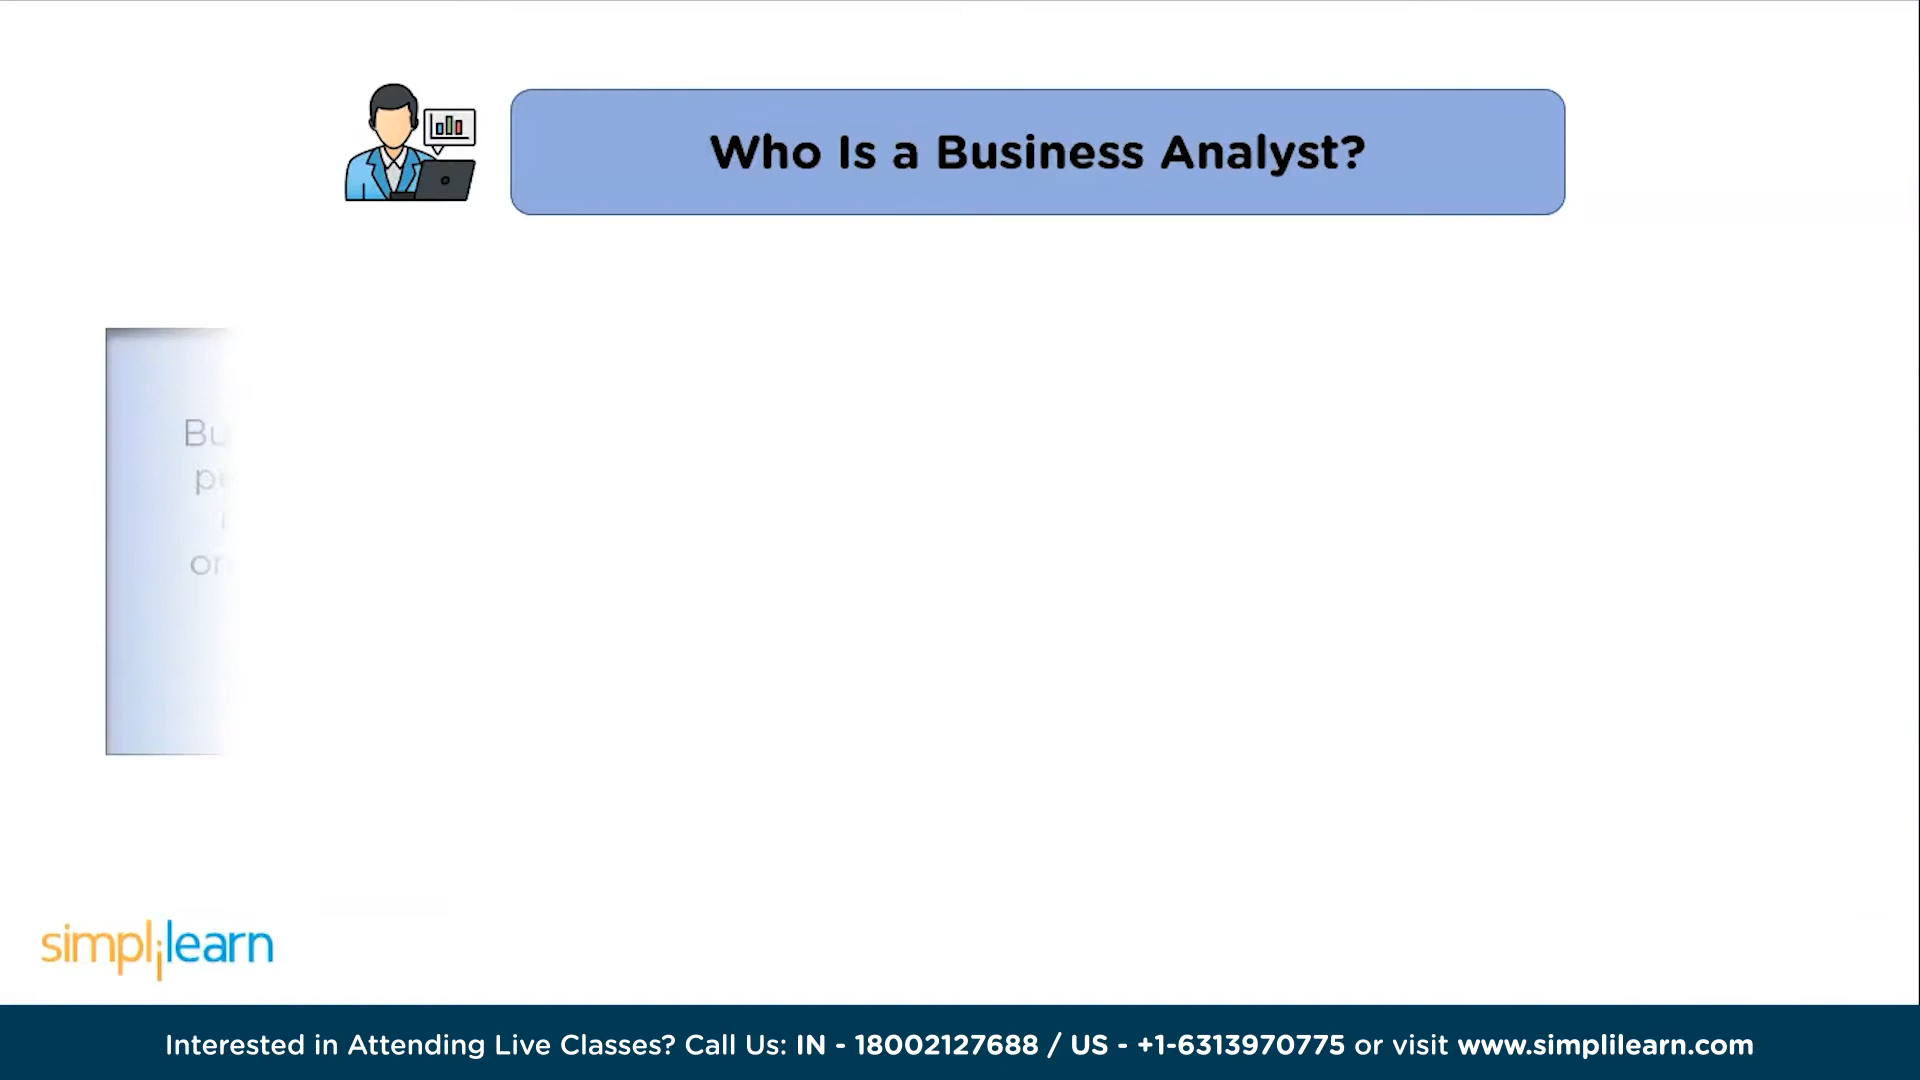 Who Is a Business Analyst?
simplilearn
Interested in Attending Live Classes? Call Us: IN - 18002127688 / US - +1-6313970775 or visit www.simplilearn.com